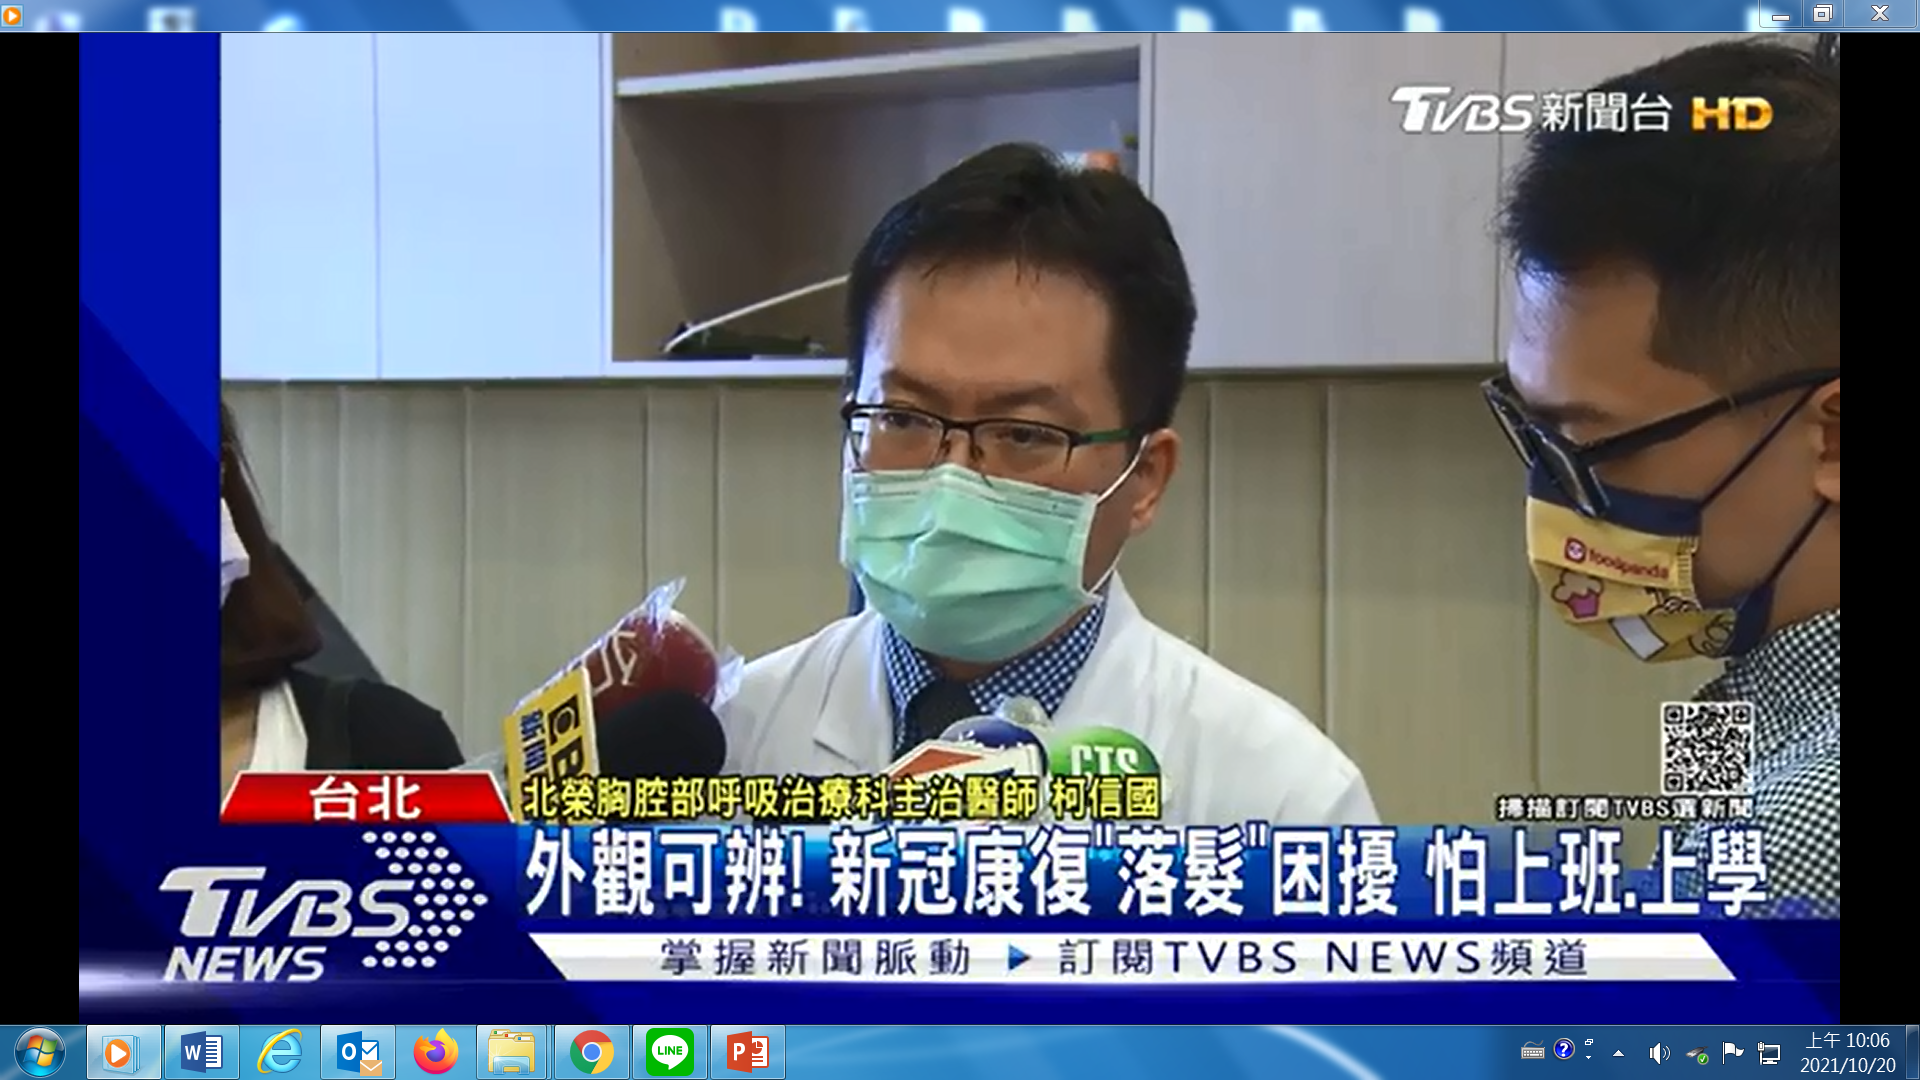 TVBS新聞台 HD
foodpanda
CTS
台北
北榮胸腔部呼吸治療科主治醫師 柯信國
掃描訂閱TVBS選新聞
外觀可辨! 新冠康復"落髮"困擾 怕上班.上學
TVBS
NEWS
掌握新聞脈動 ▶ 訂閱TVBS NEWS頻道
LINE
上午 10:06
2021/10/20